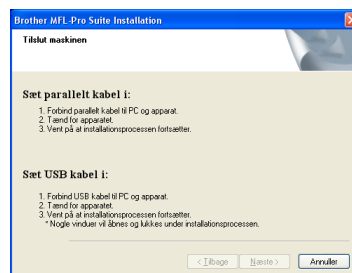 Brother MFL-Pro Suite Installation
Tilslut maskinen
Sæt parallelt kabel i:
1. Forbind parallelt kabel til PC og apparat.
2. Tænd for apparatet.
3. Vent på at installationsprocessen fortsætter.
Sæt USB kabel i:
1. Forbind USB kabel til PC og apparat.
2. Tænd for apparatet.
3. Vent på at installationsprocessen fortsætter.
* Nogle vinduer vil åbnes og lukkes under installationsprocessen.
< Tilbage Næste > Annuller